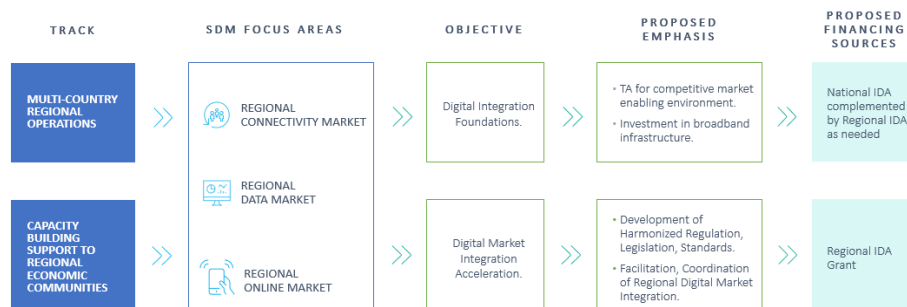 TRACK
SDM FOCUS AREAS
OBJECTIVE
PROPOSED
EMPHASIS
PROPOSED
FINANCING
SOURCES
MULTI-COUNTRY
REGIONAL
OPERATIONS
REGIONAL
CONNECTIVITY MARKET
REGIONAL
DATA MARKET
REGIONAL
ONLINE MARKET
Digital Integration
Foundations.
• TA for competitive market
enabling environment.
• Investment in broadband
infrastructure.
National IDA
complemented
by Regional IDA
as needed
CAPACITY
BUILDING
SUPPORT TO
REGIONAL
ECONOMIC
COMMUNITIES
Digital Market
Integration
Acceleration.
• Development of
Harmonized Regulation,
Legislation, Standards.
• Facilitation, Coordination
of Regional Digital Market
Integration.
Regional IDA
Grant